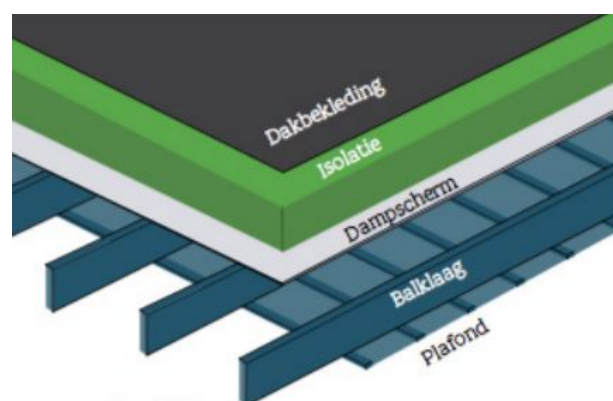 Dakbekleding
Isolatie
Dampscherm
Balklaag
Plafond